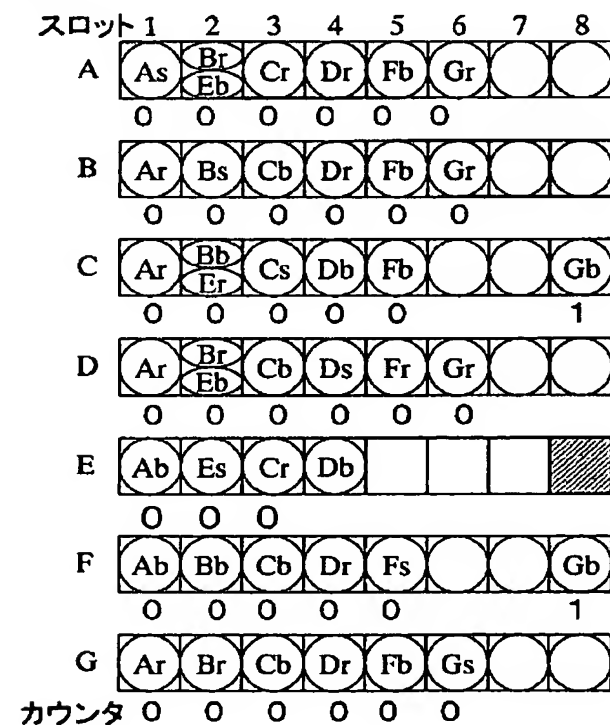 スロット 1 2 3 4 5 6 7 8
A As Br Eb Cr Dr Fb Gr
0 0 0 0 0 0
B Ar Bs Cb Dr Fb Gr
0 0 0 0 0 0
C Ar Bb Er Cs Db Fb Gb
0 0 0 0 0 1
D Ar Br Eb Cb Ds Fr Gr
0 0 0 0 0 0
E Ab Es Cr Db
0 0 0
F Ab Bb Cb Dr Fs Gb
0 0 0 0 0 1
G Ar Br Cb Dr Fb Gs
カウンタ 0 0 0 0 0 0